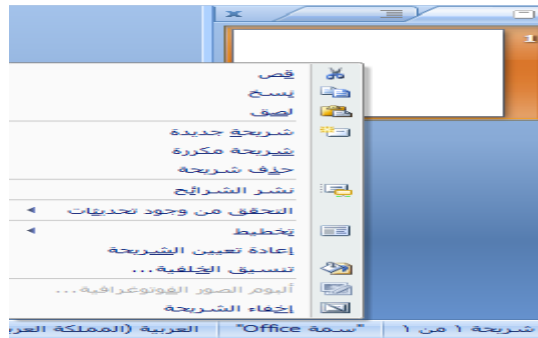 1
قص
نسخ
لصق
شريحة جديدة
شريحة مكررة
حذف شريحة
نشر الشرائح
التحقق من وجود تحديثات
تخطيط
إعادة تعيين الشريحة
تنسيق الخلفية...
ألبوم الصور الفوتوغرافية...
إخفاء الشريحة
شريحة ١ من ١ "سمة Office" العربية (المملكة العر